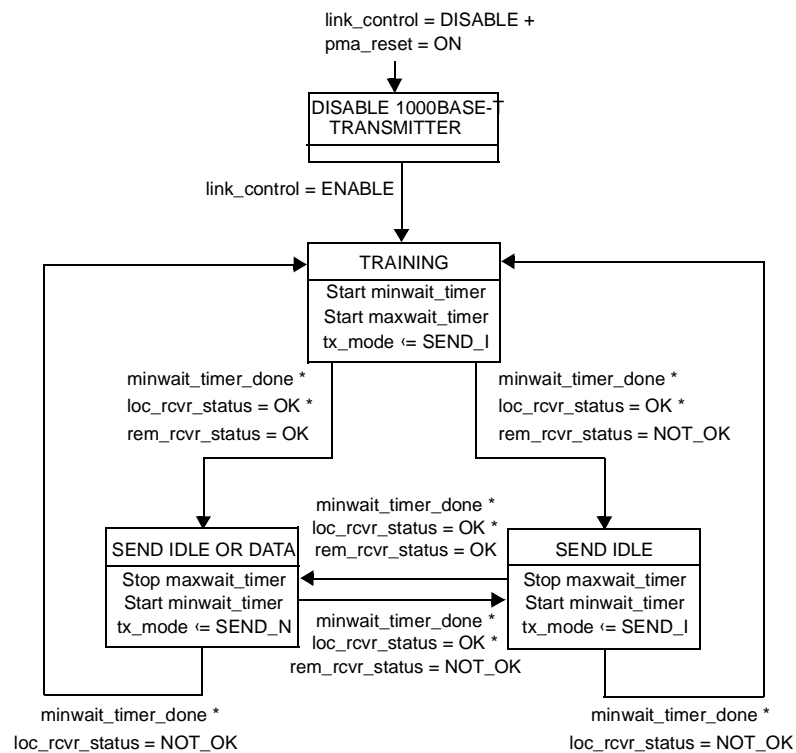 link_control = DISABLE +
pma_reset = ON
DISABLE 1000BASE-T
TRANSMITTER
link_control = ENABLE
TRAINING
Start minwait_timer
Start maxwait_timer
tx_mode ⇐ SEND_I
minwait_timer_done *
loc_rcvr_status = OK *
rem_rcvr_status = OK
minwait_timer_done *
loc_rcvr_status = OK *
rem_rcvr_status = NOT_OK
minwait_timer_done *
loc_rcvr_status = OK *
rem_rcvr_status = OK
SEND IDLE OR DATA
Stop maxwait_timer
Start minwait_timer
tx_mode ⇐ SEND_N
SEND IDLE
Stop maxwait_timer
Start minwait_timer
tx_mode ⇐ SEND_I
minwait_timer_done *
loc_rcvr_status = OK *
rem_rcvr_status = NOT_OK
minwait_timer_done *
loc_rcvr_status = NOT_OK
minwait_timer_done *
loc_rcvr_status = NOT_OK